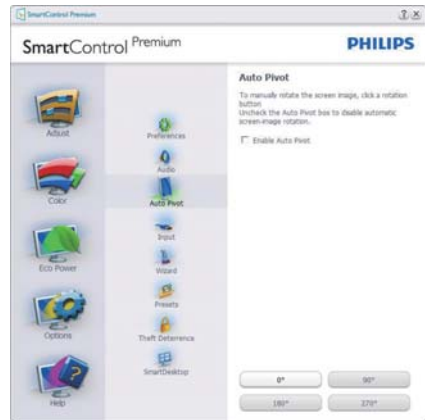 SmartControl Premium
SmartControl Premium
PHILIPS
Adjust
Color
Eco Power
Options
Help
Preferences
Audio
Auto Pivot
Input
Wizard
Presets
Theft Deterrence
SmartDesktop
Auto Pivot
To manually rotate the screen image, click a rotation
button
Uncheck the Auto Pivot box to disable automatic
screen-image rotation.
Enable Auto Pivot
0°
90°
180°
270°